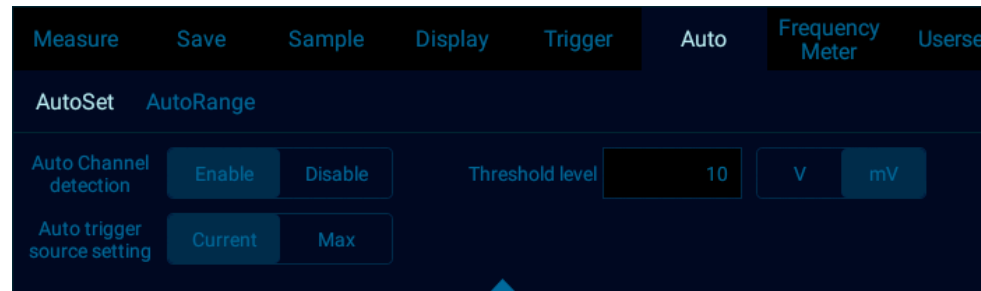 Measure Save Sample Display Trigger Auto Frequency Meter
AutoSet AutoRange
Auto Channel detection Enable Disable Threshold level 10 V mV
Auto trigger source setting Current Max